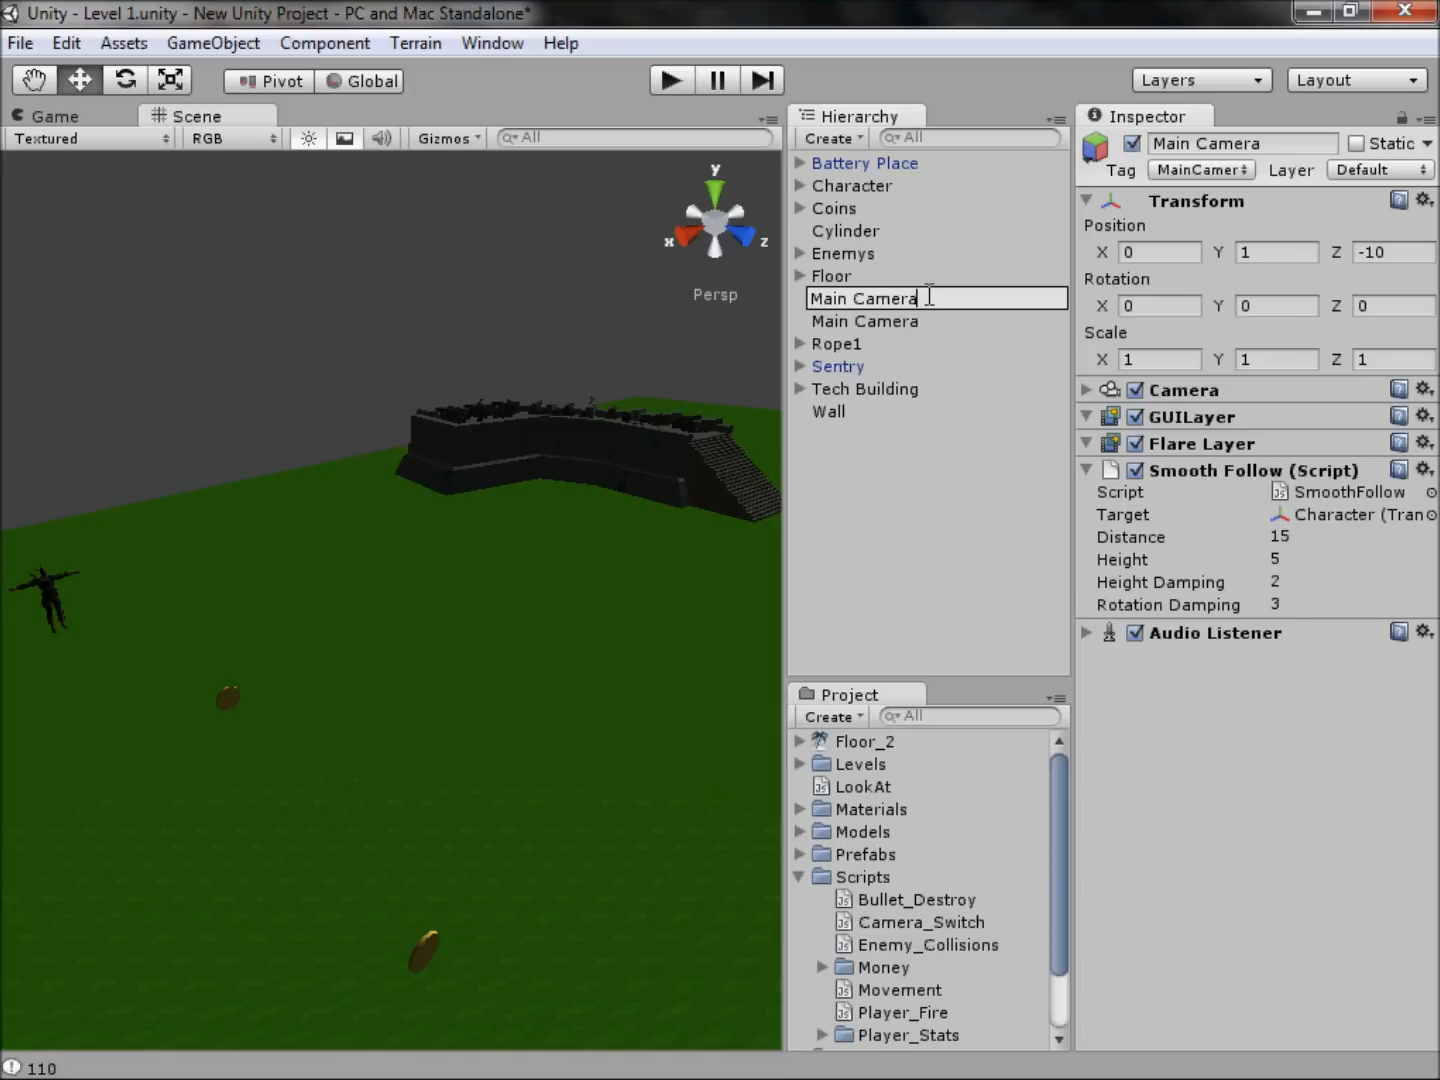 Unity - Level 1.unity - New Unity Project - PC and Mac Standalone*
File Edit Assets GameObject Component Terrain Window Help
Pivot Global Layers Layout
Game Scene
Textured RGB Gizmos All
y
x z
Persp
Hierarchy
Create All
Battery Place
Character
Coins
Cylinder
Enemys
Floor
Main Camera
Main Camera
Rope1
Sentry
Tech Building
Wall
Project
Create All
Floor_2
Levels
LookAt
Materials
Models
Prefabs
Scripts
Bullet_Destroy
Camera_Switch
Enemy_Collisions
Money
Movement
Player_Fire
Player_Stats
Inspector
Main Camera Static
Tag MainCamer Layer Default
Transform
Position
X 0 Y 1 Z -10
Rotation
X 0 Y 0 Z 0
Scale
X 1 Y 1 Z 1
Camera
GUILayer
Flare Layer
Smooth Follow (Script)
Script SmoothFollow
Target Character (Tran
Distance 15
Height 5
Height Damping 2
Rotation Damping 3
Audio Listener
110